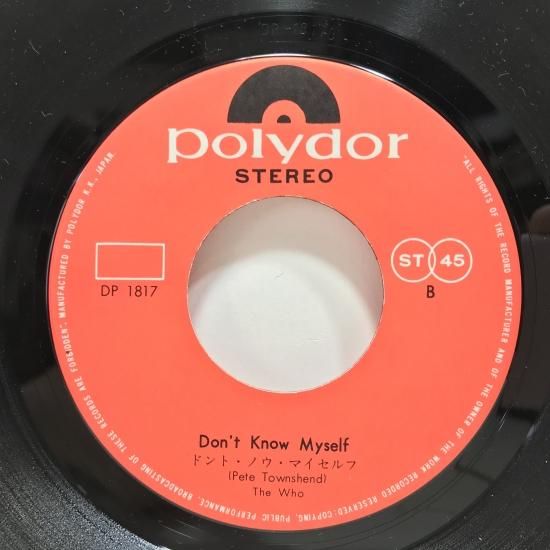 polydor
STEREO
ST 45
DP 1817
B
Don't Know Myself
ドント・ノウ・マイセルフ
(Pete Townshend)
The Who
"ALL RIGHTS OF THE RECORD MANUFACTURER AND OF THE OWNER OF THE WORK RECORDED RESERVED. COPYING, PUBLIC PERFORMANCE, BROADCASTING OF THESE RECORDS ARE FORBIDDEN". MANUFACTURED BY POLYDOR K.K., JAPAN.